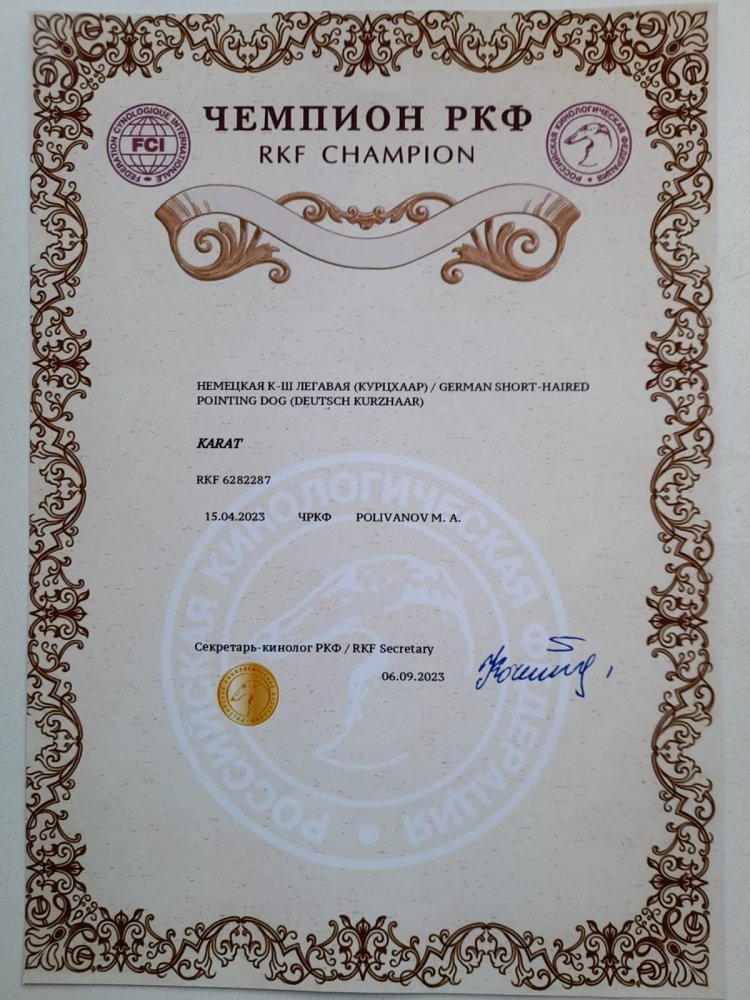 ЧЕМПИОН РКФ
RKF CHAMPION
FEDERATION CYNOLOGIQUE INTERNATIONALE
FCI
РОССИЙСКАЯ КИНОЛОГИЧЕСКАЯ ФЕДЕРАЦИЯ
НЕМЕЦКАЯ К-Ш ЛЕГАВАЯ (КУРЦХААР) / GERMAN SHORT-HAIRED
POINTING DOG (DEUTSCH KURZHAAR)
KARAT
RKF 6282287
15.04.2023 ЧРКФ POLIVANOV M. A.
РОССИЙСКАЯ КИНОЛОГИЧЕСКАЯ ФЕДЕРАЦИЯ
Секретарь-кинолог РКФ / RKF Secretary
06.09.2023